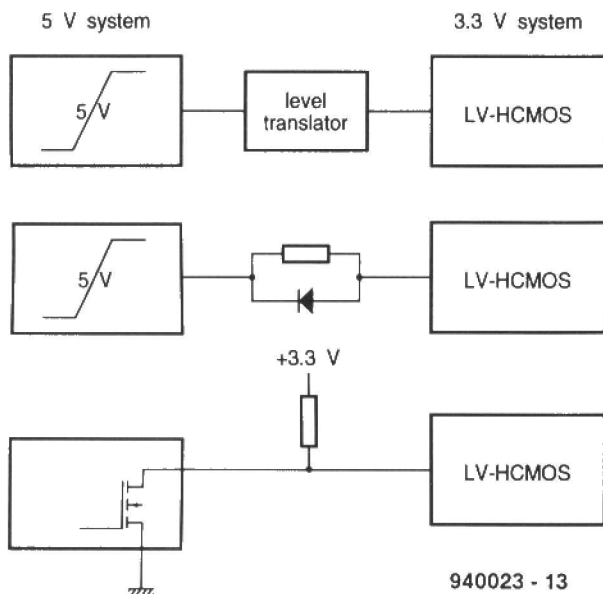 5 V system
3.3 V system
5 V
level
translator
LV-HCMOS
5 V
LV-HCMOS
+3.3 V
LV-HCMOS
940023 - 13